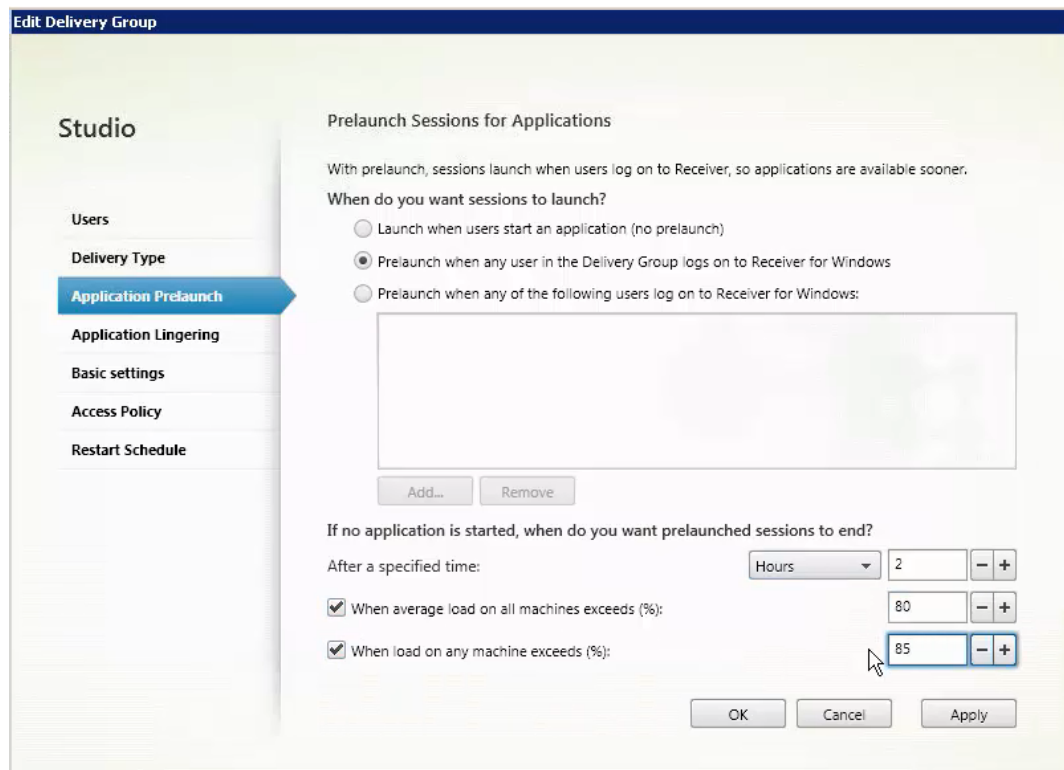 Edit Delivery Group
Studio
Users
Delivery Type
Application Prelaunch
Application Lingering
Basic settings
Access Policy
Restart Schedule
Prelaunch Sessions for Applications
With prelaunch, sessions launch when users log on to Receiver, so applications are available sooner.
When do you want sessions to launch?
Launch when users start an application (no prelaunch)
Prelaunch when any user in the Delivery Group logs on to Receiver for Windows
Prelaunch when any of the following users log on to Receiver for Windows:
Add... Remove
If no application is started, when do you want prelaunched sessions to end?
After a specified time: Hours 2 − +
When average load on all machines exceeds (%): 80 − +
When load on any machine exceeds (%): 85 − +
OK Cancel Apply